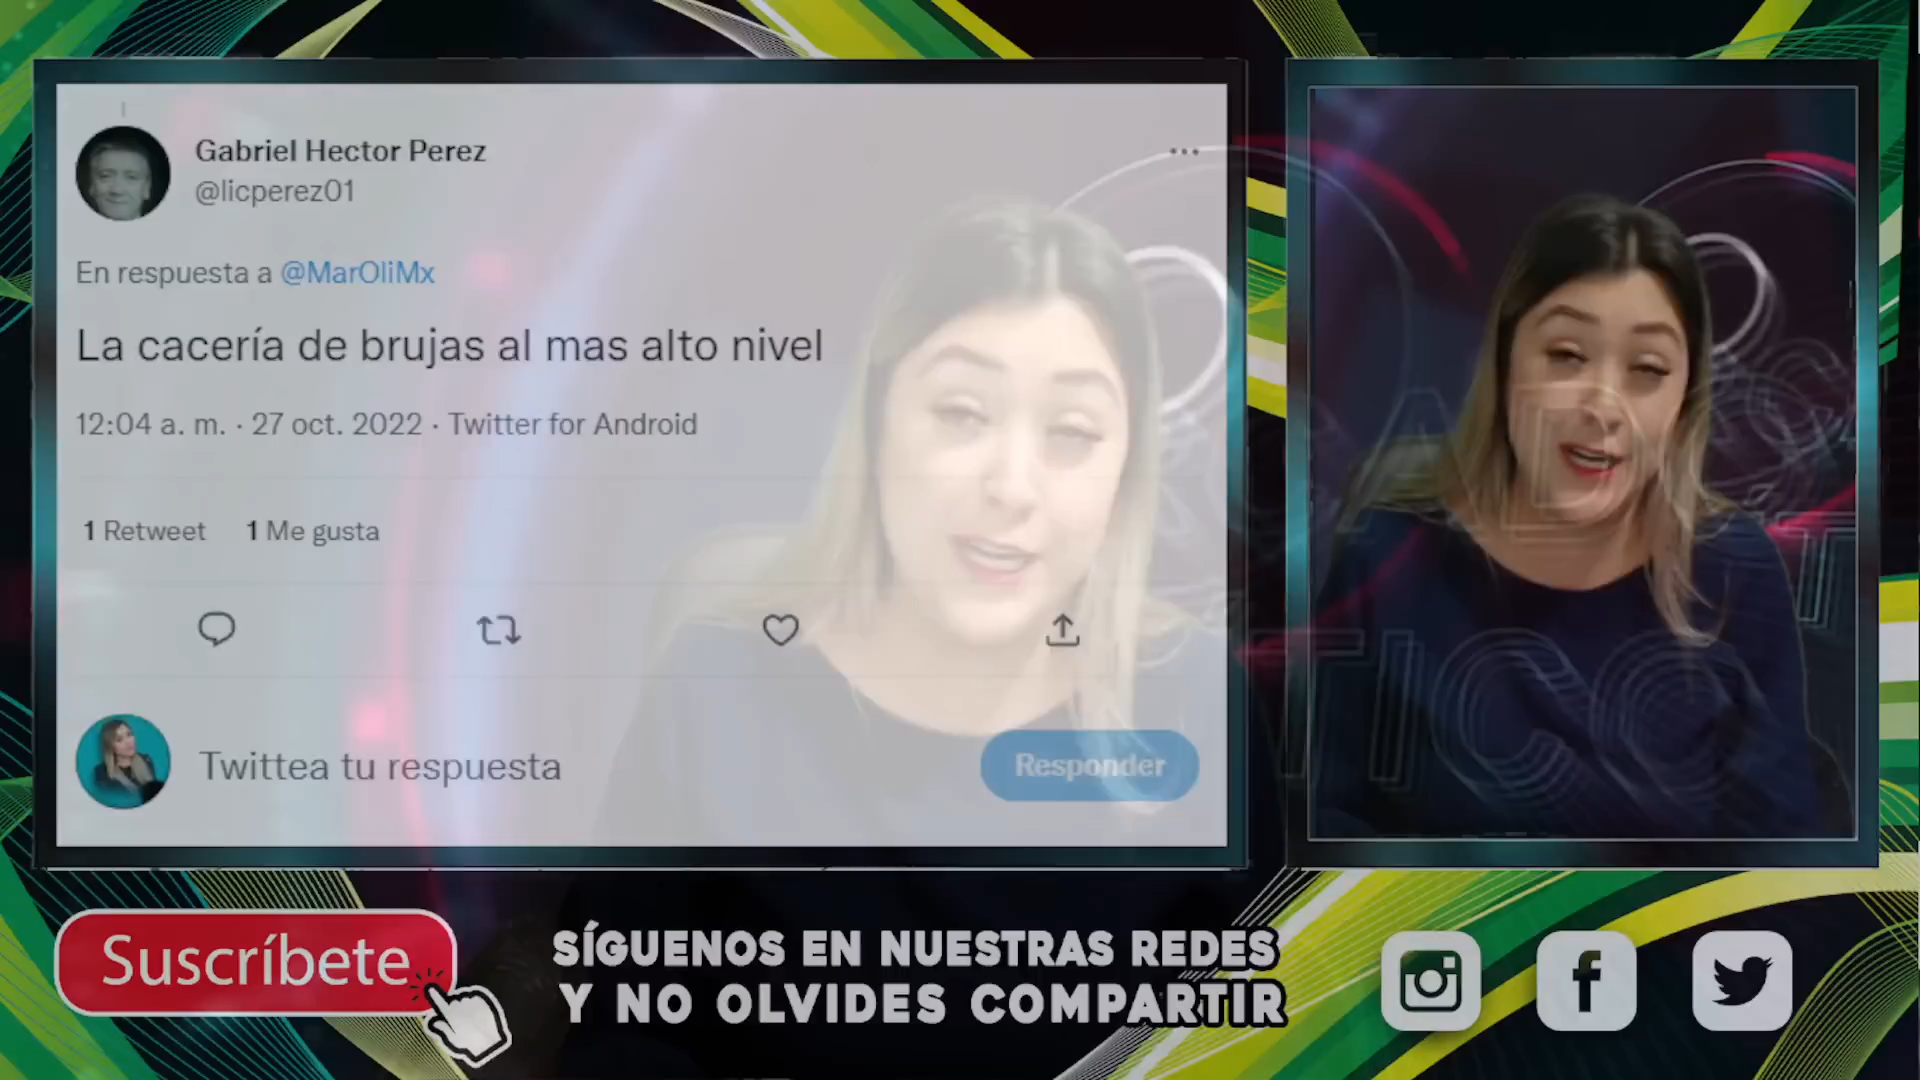 Gabriel Hector Perez
@licperez01
...
En respuesta a @MarOliMx
La cacería de brujas al mas alto nivel
12:04 a. m. · 27 oct. 2022 · Twitter for Android
1 Retweet 1 Me gusta
Twittea tu respuesta
Responder
Suscríbete
SÍGUENOS EN NUESTRAS REDES
Y NO OLVIDES COMPARTIR